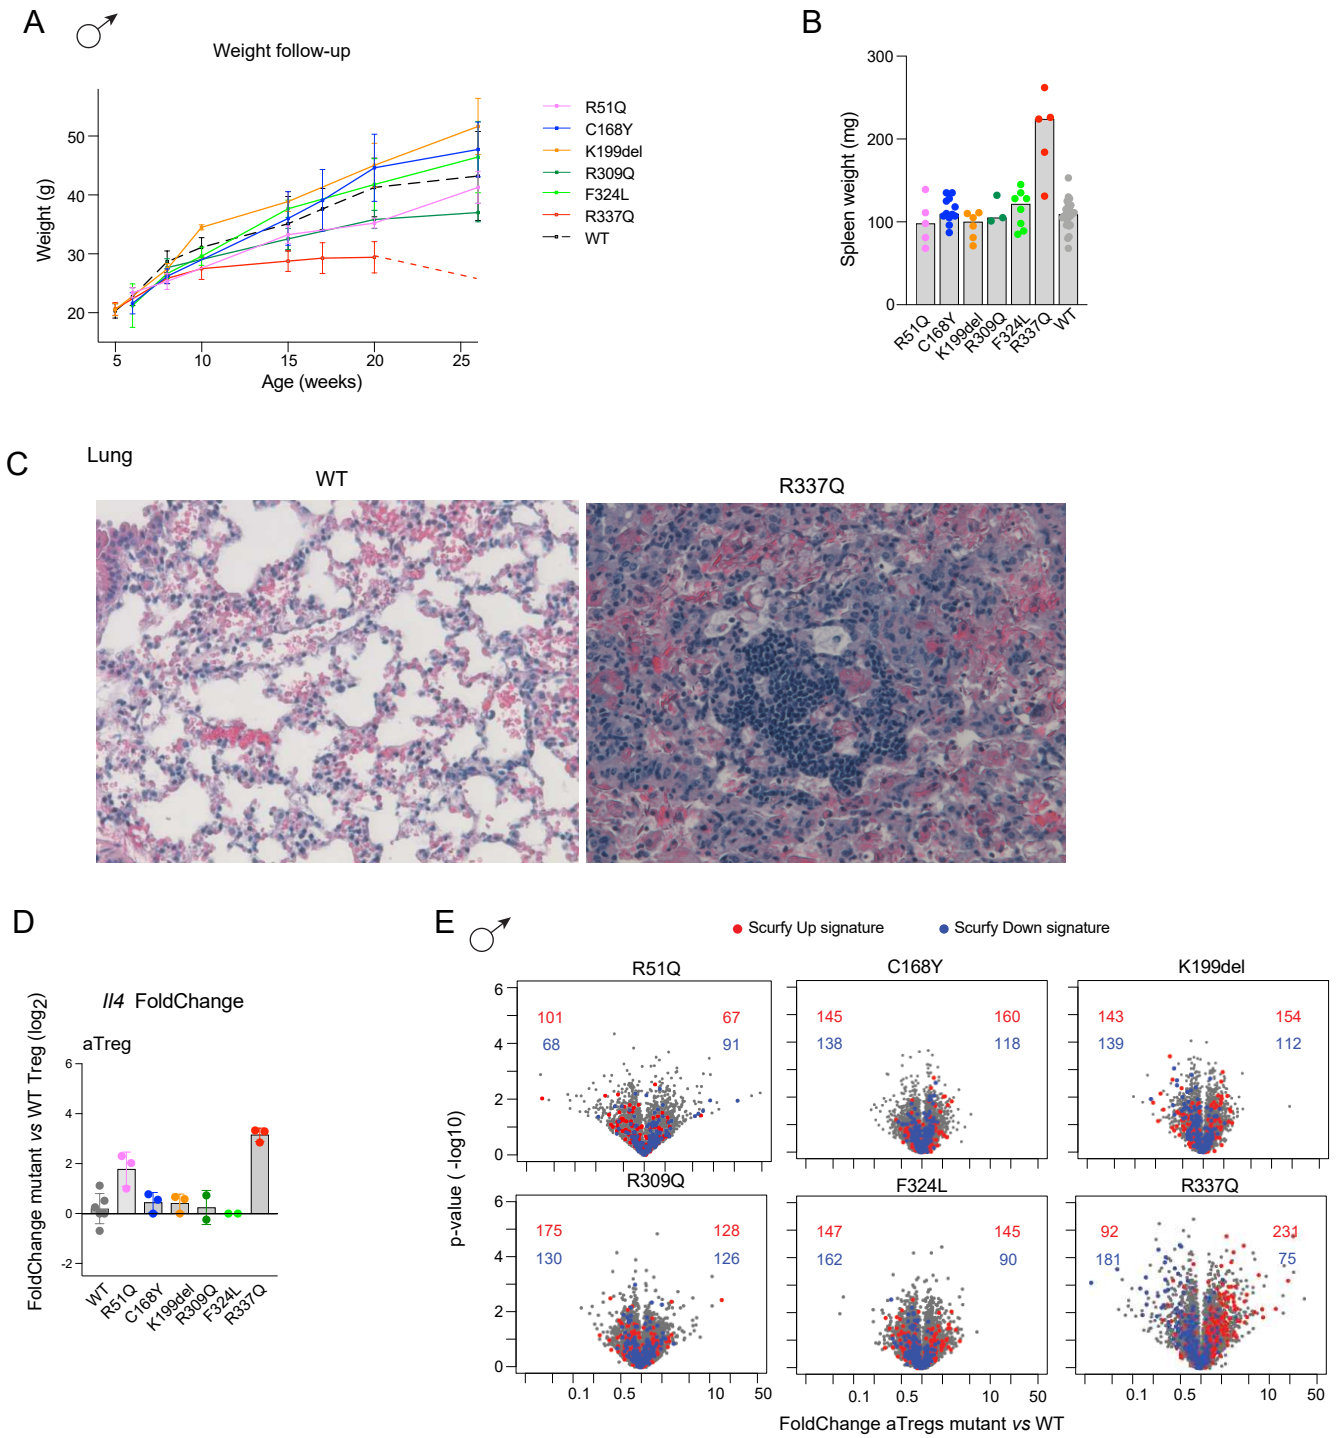 A
Weight follow-up
Weight (g)
50
40
30
20
5
10
15
20
25
Age (weeks)
R51Q
C168Y
K199del
R309Q
F324L
R337Q
WT
B
Spleen weight (mg)
300
200
100
0
R51Q
C168Y
K199del
R309Q
F324L
R337Q
WT
C
Lung
WT
R337Q
D
Il4 FoldChange
aTreg
FoldChange mutant vs WT Treg (log2)
6
4
2
0
-2
WT
R51Q
C168Y
K199del
R309Q
F324L
R337Q
E
Scurfy Up signature
Scurfy Down signature
p-value ( -log10)
R51Q
6
4
2
0
101
67
68
91
C168Y
145
160
138
118
K199del
143
154
139
112
R309Q
6
4
2
0
175
128
130
126
0.1
0.5
10
50
F324L
147
145
162
90
0.1
0.5
10
50
R337Q
92
231
181
75
0.1
0.5
10
50
FoldChange aTregs mutant vs WT